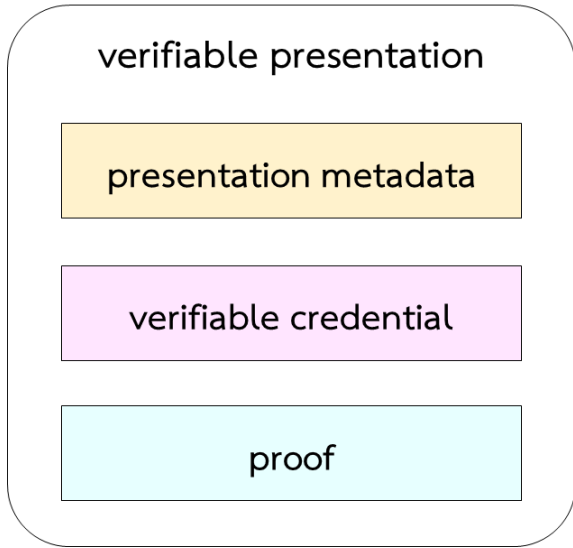 verifiable presentation
presentation metadata
verifiable credential
proof